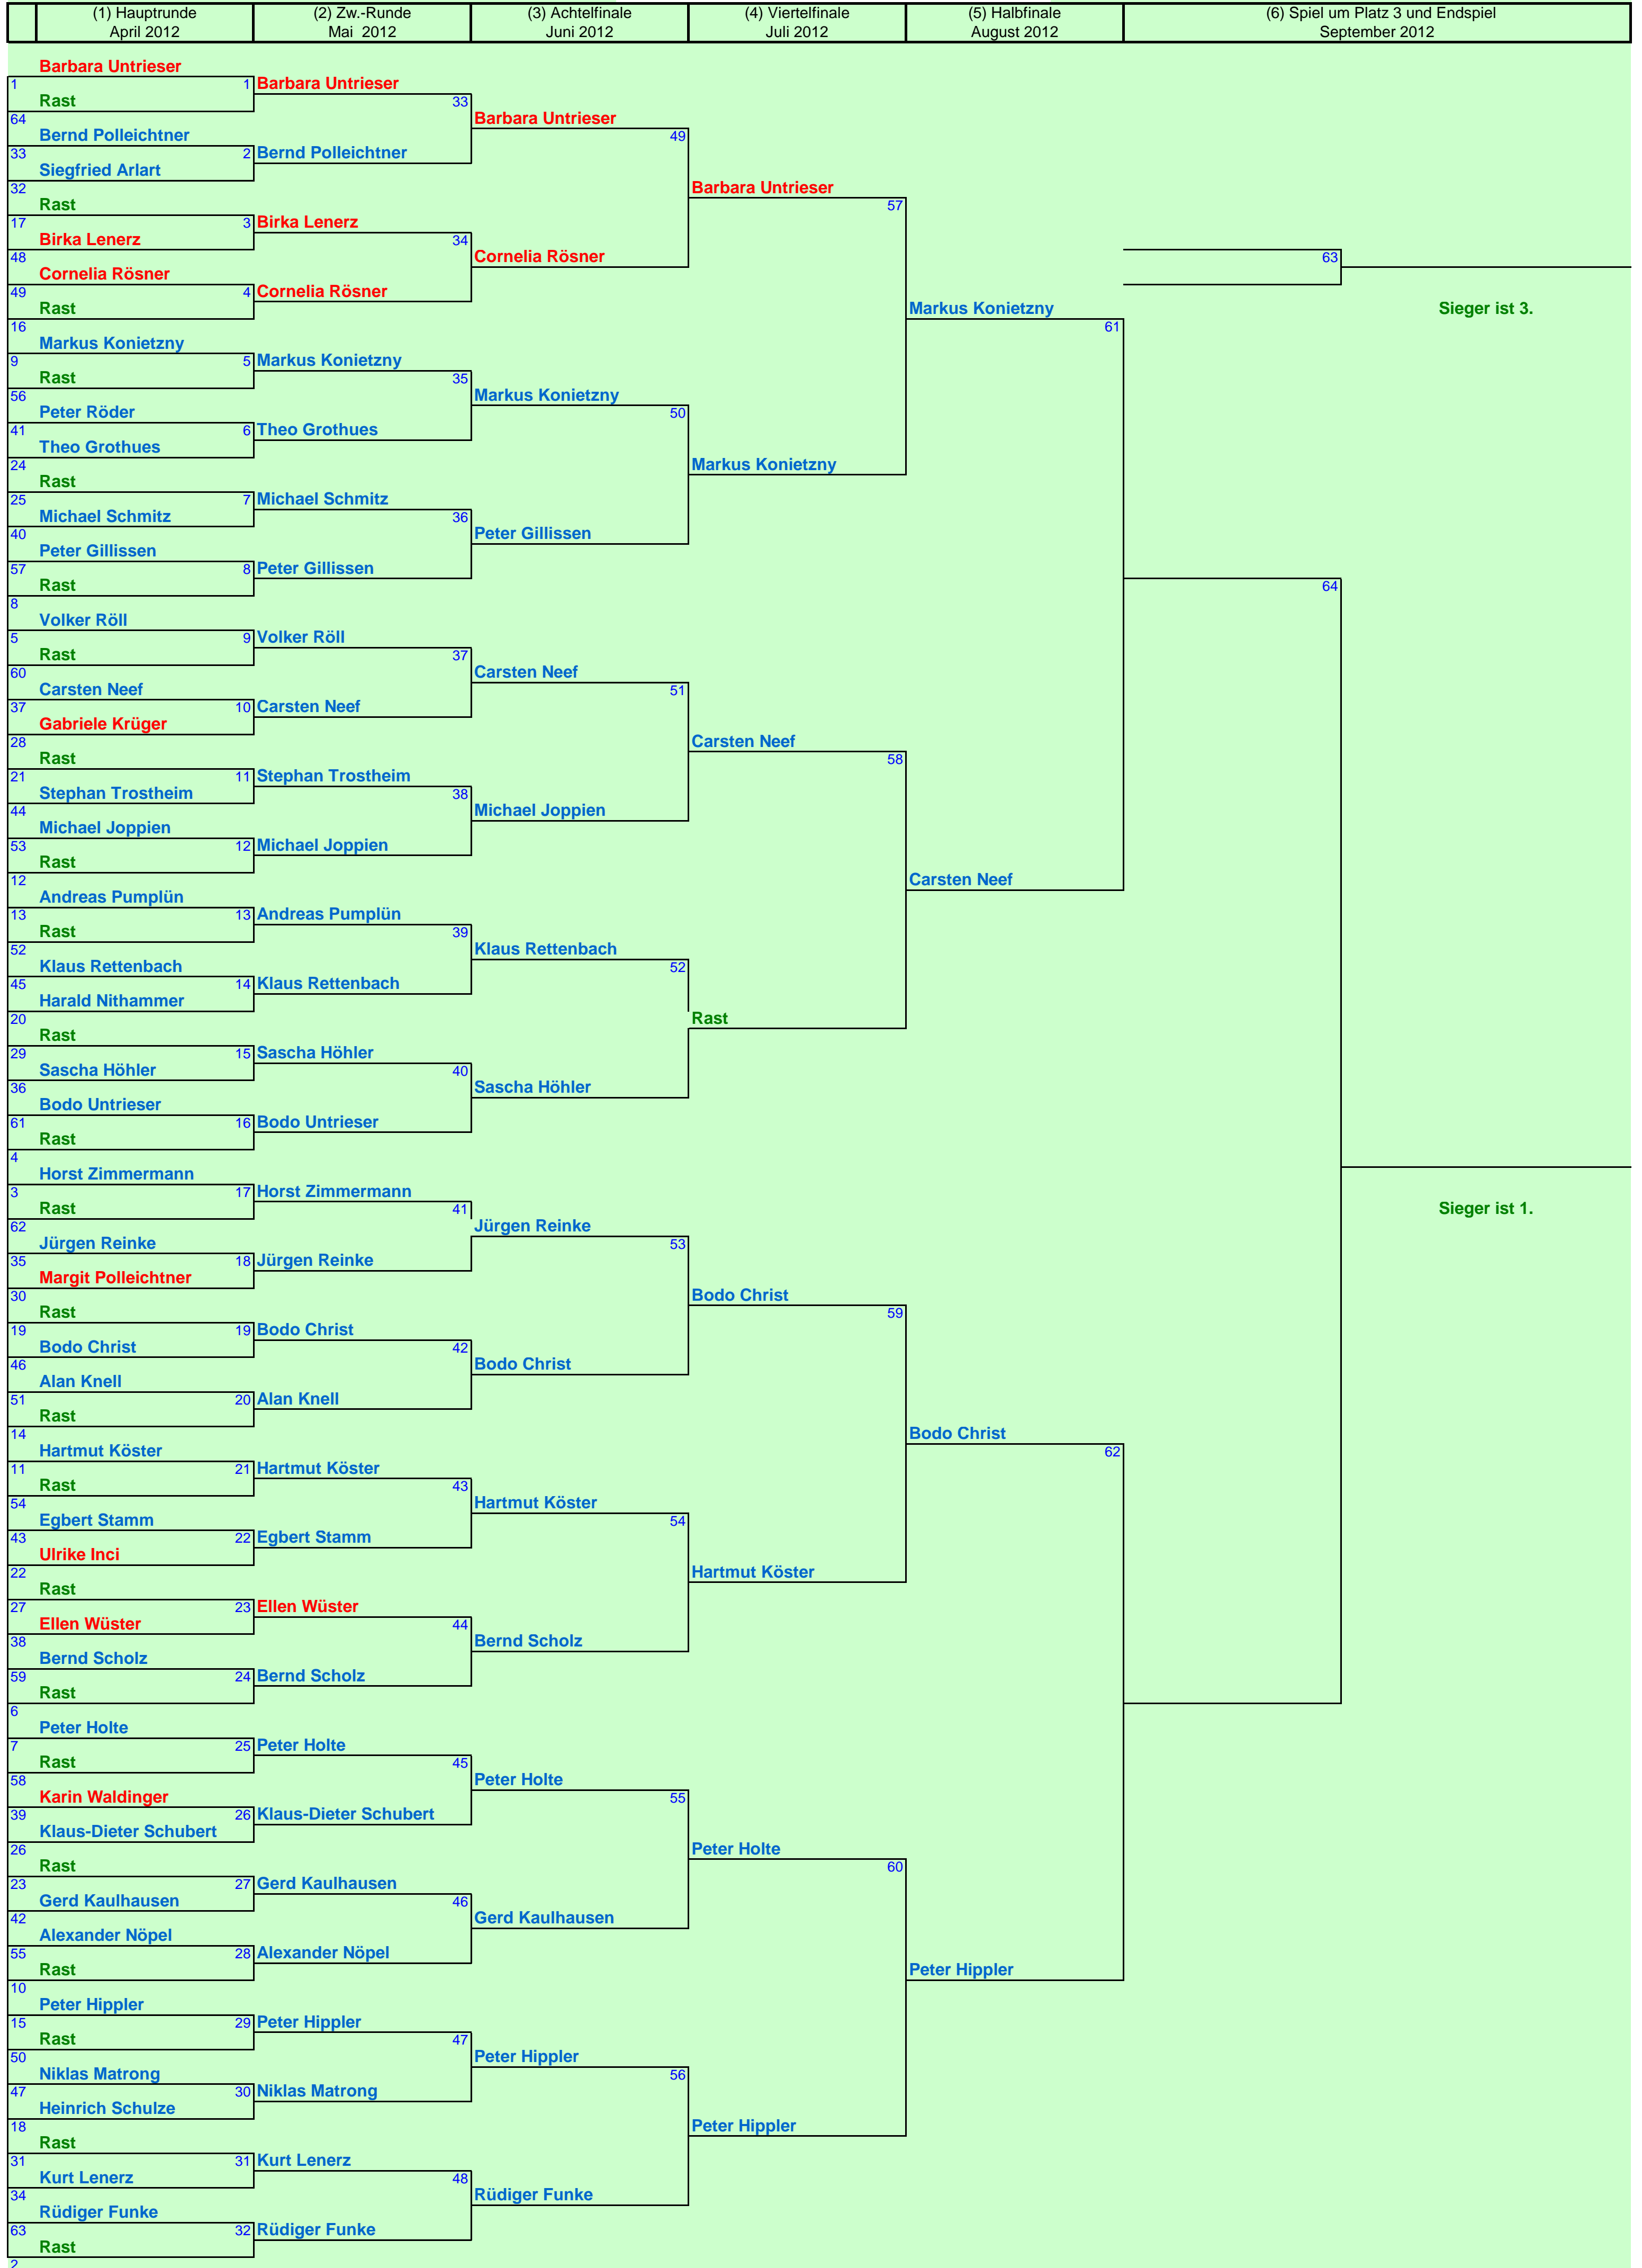 (1) Hauptrunde (2) Zw.-Runde (3) Achtelfinale (4) Viertelfinale (5) Halbfinale (6) Spiel um Platz 3 und Endspiel
April 2012 Mai 2012 Juni 2012 Juli 2012 August 2012 September 2012
Barbara Untrieser
1 1 Barbara Untrieser
Rast 33
64 Barbara Untrieser
Bernd Polleichtner 49
33 2 Bernd Polleichtner
Siegfried Arlart
32 Barbara Untrieser
Rast 57
17 3 Birka Lenerz
Birka Lenerz 34
48 Cornelia Rösner 63
Cornelia Rösner
49 4 Cornelia Rösner
Rast Markus Konietzny Sieger ist 3.
16 61
Markus Konietzny
9 5 Markus Konietzny
Rast 35
56 Markus Konietzny
Peter Röder 50
41 6 Theo Grothues
Theo Grothues
24 Markus Konietzny
Rast
25 7 Michael Schmitz
Michael Schmitz 36
40 Peter Gillissen
Peter Gillissen
57 8 Peter Gillissen
Rast 64
8
Volker Röll
5 9 Volker Röll
Rast 37
60 Carsten Neef
Carsten Neef 51
37 10 Carsten Neef
Gabriele Krüger
28 Carsten Neef
Rast 58
21 11 Stephan Trostheim
Stephan Trostheim 38
44 Michael Joppien
Michael Joppien
53 12 Michael Joppien
Rast
12 Carsten Neef
Andreas Pumplün
13 13 Andreas Pumplün
Rast 39
52 Klaus Rettenbach
Klaus Rettenbach 52
45 14 Klaus Rettenbach
Harald Nithammer
20 Rast
Rast
29 15 Sascha Höhler
Sascha Höhler 40
36 Sascha Höhler
Bodo Untrieser
61 16 Bodo Untrieser
Rast
4
Horst Zimmermann
3 17 Horst Zimmermann
Rast 41 Sieger ist 1.
62 Jürgen Reinke
Jürgen Reinke 53
35 18 Jürgen Reinke
Margit Polleichtner
30 Bodo Christ
Rast 59
19 19 Bodo Christ
Bodo Christ 42
46 Bodo Christ
Alan Knell
51 20 Alan Knell
Rast
14 Bodo Christ
Hartmut Köster 62
11 21 Hartmut Köster
Rast 43
54 Hartmut Köster
Egbert Stamm 54
43 22 Egbert Stamm
Ulrike Inci
22 Hartmut Köster
Rast
27 23 Ellen Wüster
Ellen Wüster 44
38 Bernd Scholz
Bernd Scholz
59 24 Bernd Scholz
Rast
6
Peter Holte
7 25 Peter Holte
Rast 45
58 Peter Holte
Karin Waldinger 55
39 26 Klaus-Dieter Schubert
Klaus-Dieter Schubert
26 Peter Holte
Rast 60
23 27 Gerd Kaulhausen
Gerd Kaulhausen 46
42 Gerd Kaulhausen
Alexander Nöpel
55 28 Alexander Nöpel
Rast Peter Hippler
10
Peter Hippler
15 29 Peter Hippler
Rast 47
50 Peter Hippler
Niklas Matrong 56
47 30 Niklas Matrong
Heinrich Schulze
18 Peter Hippler
Rast
31 31 Kurt Lenerz
Kurt Lenerz 48
34 Rüdiger Funke
Rüdiger Funke
63 32 Rüdiger Funke
Rast
2